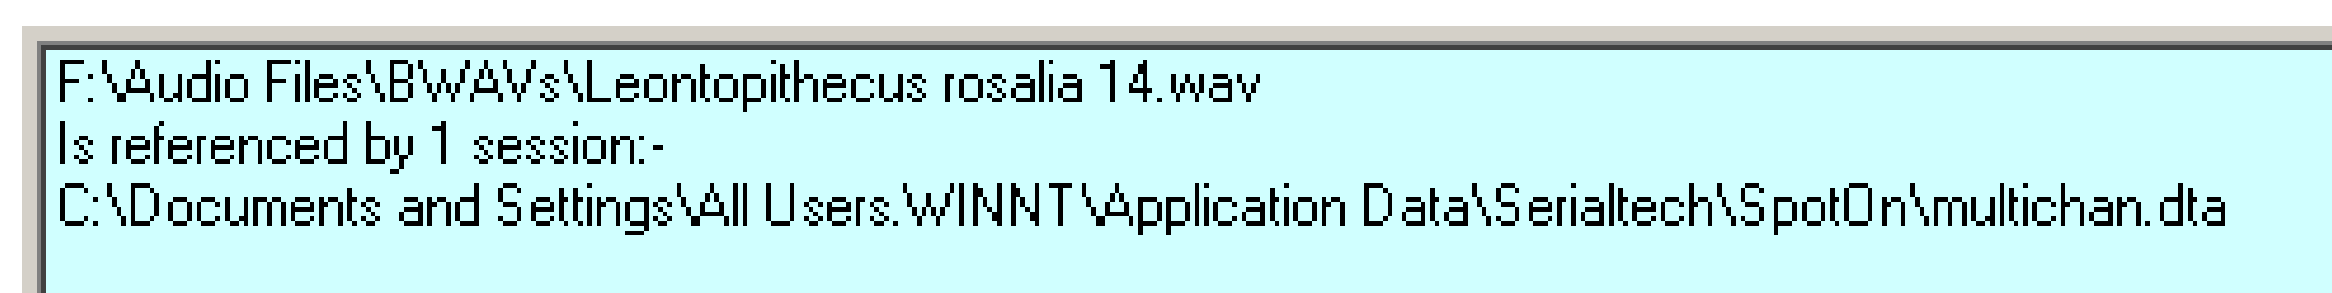 F:\Audio Files\BWAVs\Leontopithecus rosalia 14.wav
Is referenced by 1 session:-
C:\Documents and Settings\All Users.WINNT\Application Data\Serialtech\SpotOn\multichan.dta